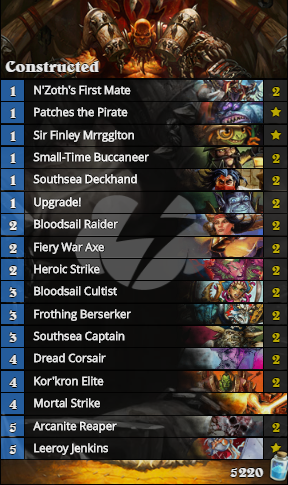 Constructed
1 N'Zoth's First Mate 2
1 Patches the Pirate ★
1 Sir Finley Mrrgglton ★
1 Small-Time Buccaneer 2
1 Southsea Deckhand 2
1 Upgrade! 2
2 Bloodsail Raider 2
2 Fiery War Axe 2
2 Heroic Strike 2
3 Bloodsail Cultist 2
3 Frothing Berserker 2
3 Southsea Captain 2
4 Dread Corsair 2
4 Kor'kron Elite 2
4 Mortal Strike
5 Arcanite Reaper 2
5 Leeroy Jenkins ★
5220